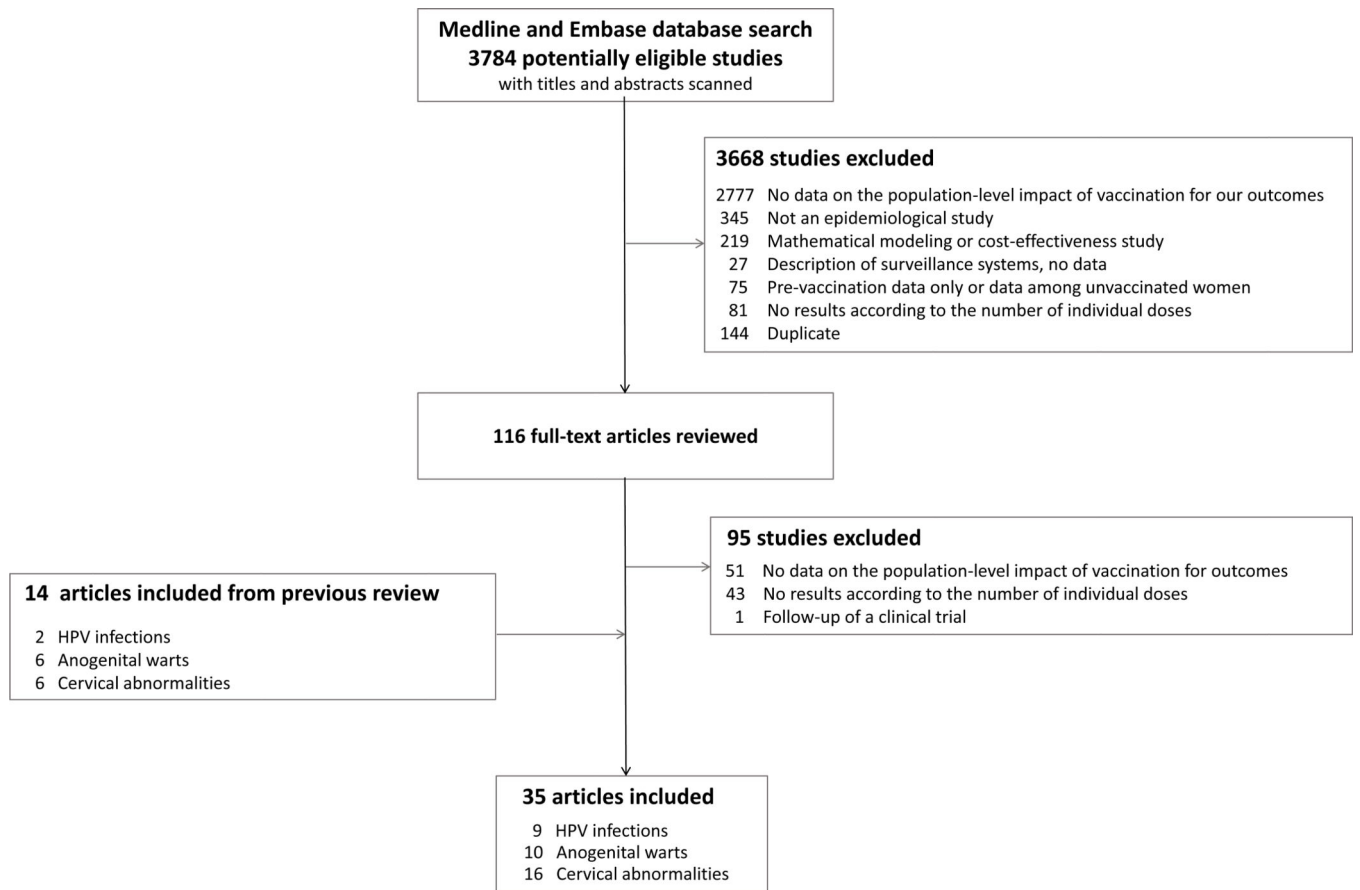 Medline and Embase database search
3784 potentially eligible studies
with titles and abstracts scanned
3668 studies excluded
2777 No data on the population-level impact of vaccination for our outcomes
345 Not an epidemiological study
219 Mathematical modeling or cost-effectiveness study
27 Description of surveillance systems, no data
75 Pre-vaccination data only or data among unvaccinated women
81 No results according to the number of individual doses
144 Duplicate
116 full-text articles reviewed
95 studies excluded
51 No data on the population-level impact of vaccination for outcomes
43 No results according to the number of individual doses
1 Follow-up of a clinical trial
14 articles included from previous review
2 HPV infections
6 Anogenital warts
6 Cervical abnormalities
35 articles included
9 HPV infections
10 Anogenital warts
16 Cervical abnormalities